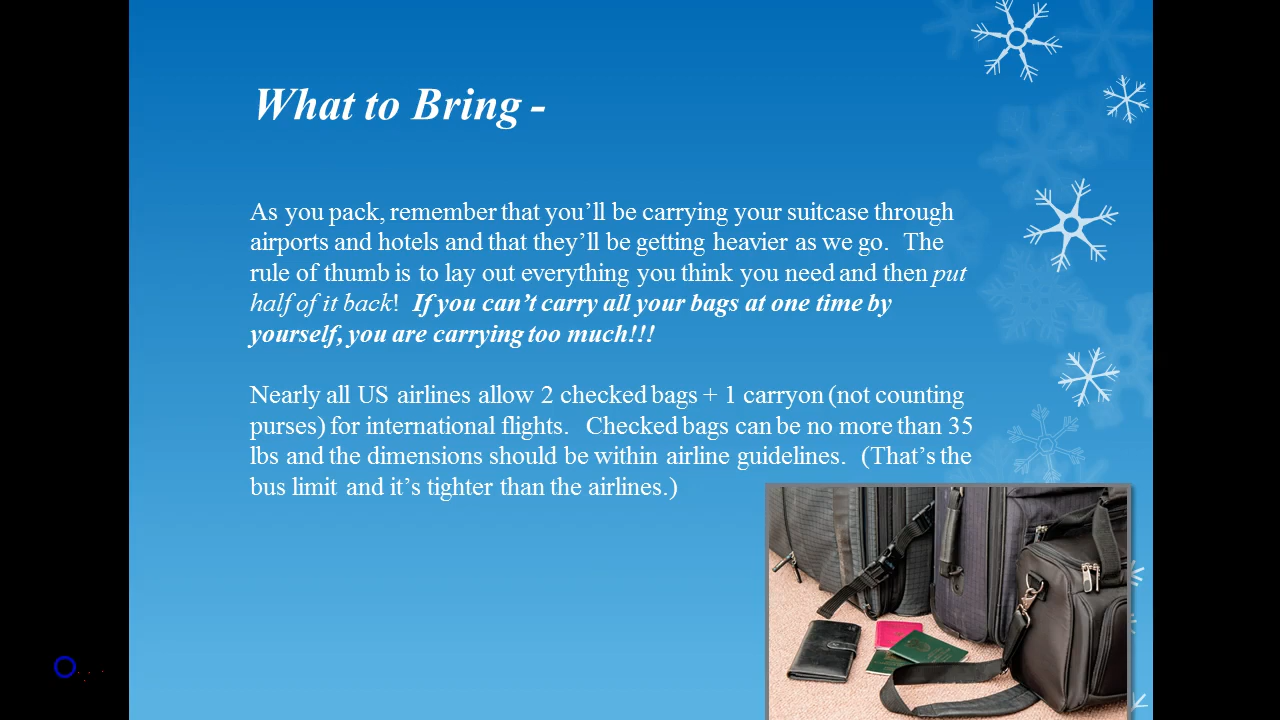 What to Bring -
As you pack, remember that you’ll be carrying your suitcase through
airports and hotels and that they’ll be getting heavier as we go.  The
rule of thumb is to lay out everything you think you need and then put
half of it back!  If you can’t carry all your bags at one time by
yourself, you are carrying too much!!!
Nearly all US airlines allow 2 checked bags + 1 carryon (not counting
purses) for international flights.   Checked bags can be no more than 35
lbs and the dimensions should be within airline guidelines.  (That’s the
bus limit and it’s tighter than the airlines.)